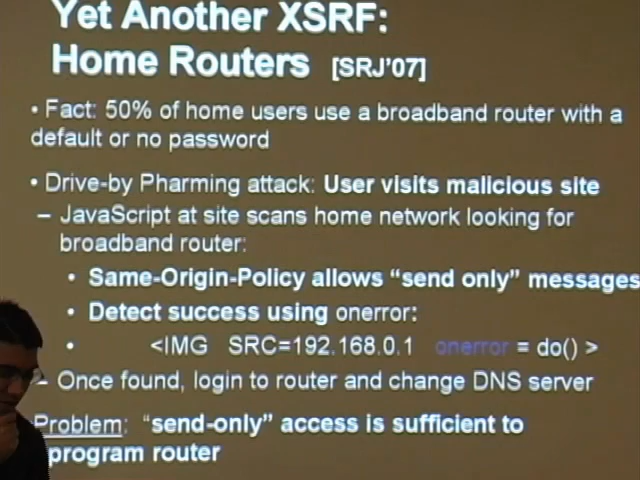 Yet Another XSRF:
Home Routers [SRJ'07]
• Fact: 50% of home users use a broadband router with a
default or no password
• Drive-by Pharming attack: User visits malicious site
– JavaScript at site scans home network looking for
broadband router:
• Same-Origin-Policy allows “send only” messages
• Detect success using onerror:
• <IMG SRC=192.168.0.1 onerror = do() >
– Once found, login to router and change DNS server
Problem: “send-only” access is sufficient to
program router